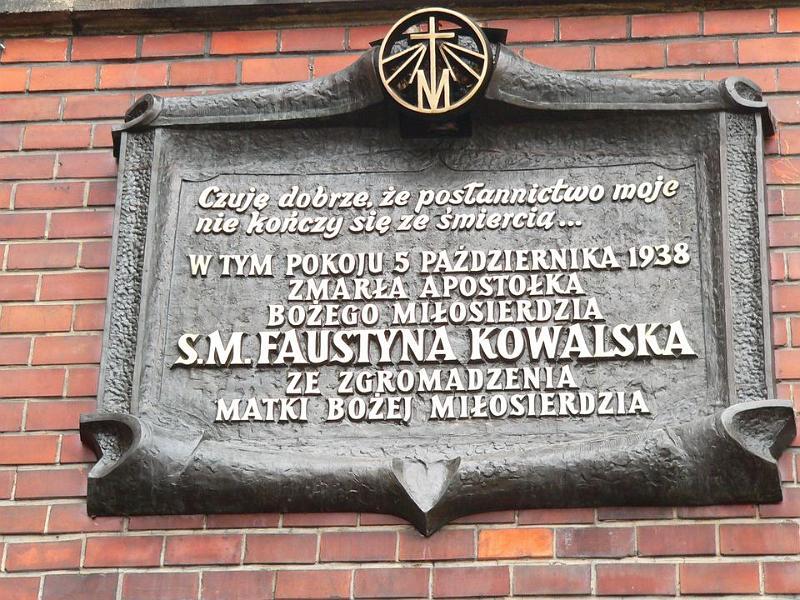 M
Czuję dobrze, że posłannictwo moje
nie kończy się ze śmiercią...
W TYM POKOJU 5 PAŹDZIERNIKA 1938
ZMARŁA APOSTOŁKA
BOŻEGO MIŁOSIERDZIA
S.M. FAUSTYNA KOWALSKA
ZE ZGROMADZENIA
MATKI BOŻEJ MIŁOSIERDZIA